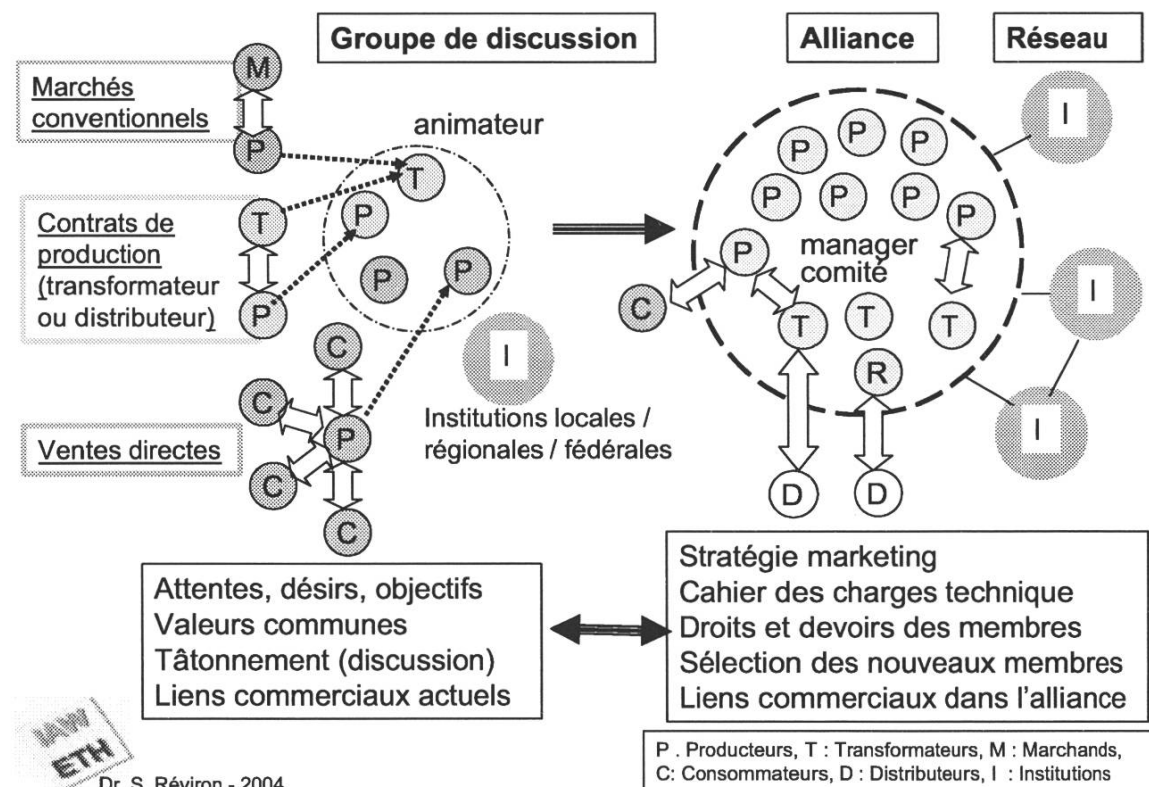 Groupe de discussion
Alliance
Réseau
Marchés
conventionnels
M
P
animateur
T
P
P
P
Contrats de
production
(transformateur
ou distributeur)
T
P
Ventes directes
C
C
P
C
C
I
Institutions locales /
régionales / fédérales
P
P
P
P
P
P
P
P
manager
comité
C
T
T
T
R
D
D
I
I
I
Attentes, désirs, objectifs
Valeurs communes
Tâtonnement (discussion)
Liens commerciaux actuels
Stratégie marketing
Cahier des charges technique
Droits et devoirs des membres
Sélection des nouveaux membres
Liens commerciaux dans l'alliance
IAW
ETH
Dr. S. Réviron - 2004
P . Producteurs, T : Transformateurs, M : Marchands,
C: Consommateurs, D : Distributeurs, I : Institutions